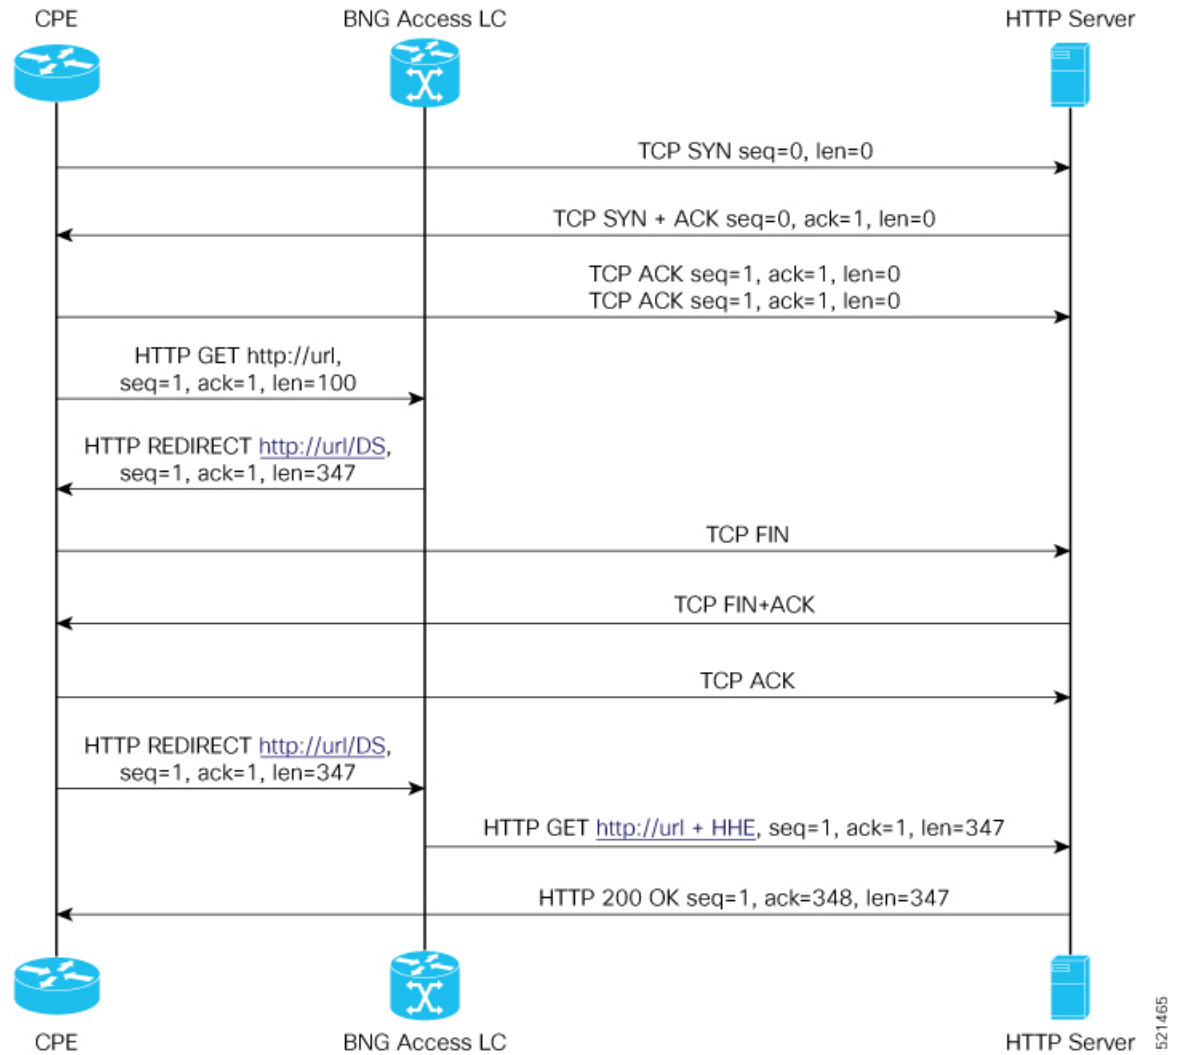 CPE
BNG Access LC
HTTP Server
TCP SYN seq=0, len=0
TCP SYN + ACK seq=0, ack=1, len=0
TCP ACK seq=1, ack=1, len=0
TCP ACK seq=1, ack=1, len=0
HTTP GET http://url,
seq=1, ack=1, len=100
HTTP REDIRECT http://url/DS,
seq=1, ack=1, len=347
TCP FIN
TCP FIN+ACK
TCP ACK
HTTP REDIRECT http://url/DS,
seq=1, ack=1, len=347
HTTP GET http://url + HHE, seq=1, ack=1, len=347
HTTP 200 OK seq=1, ack=348, len=347
CPE
BNG Access LC
HTTP Server
521465